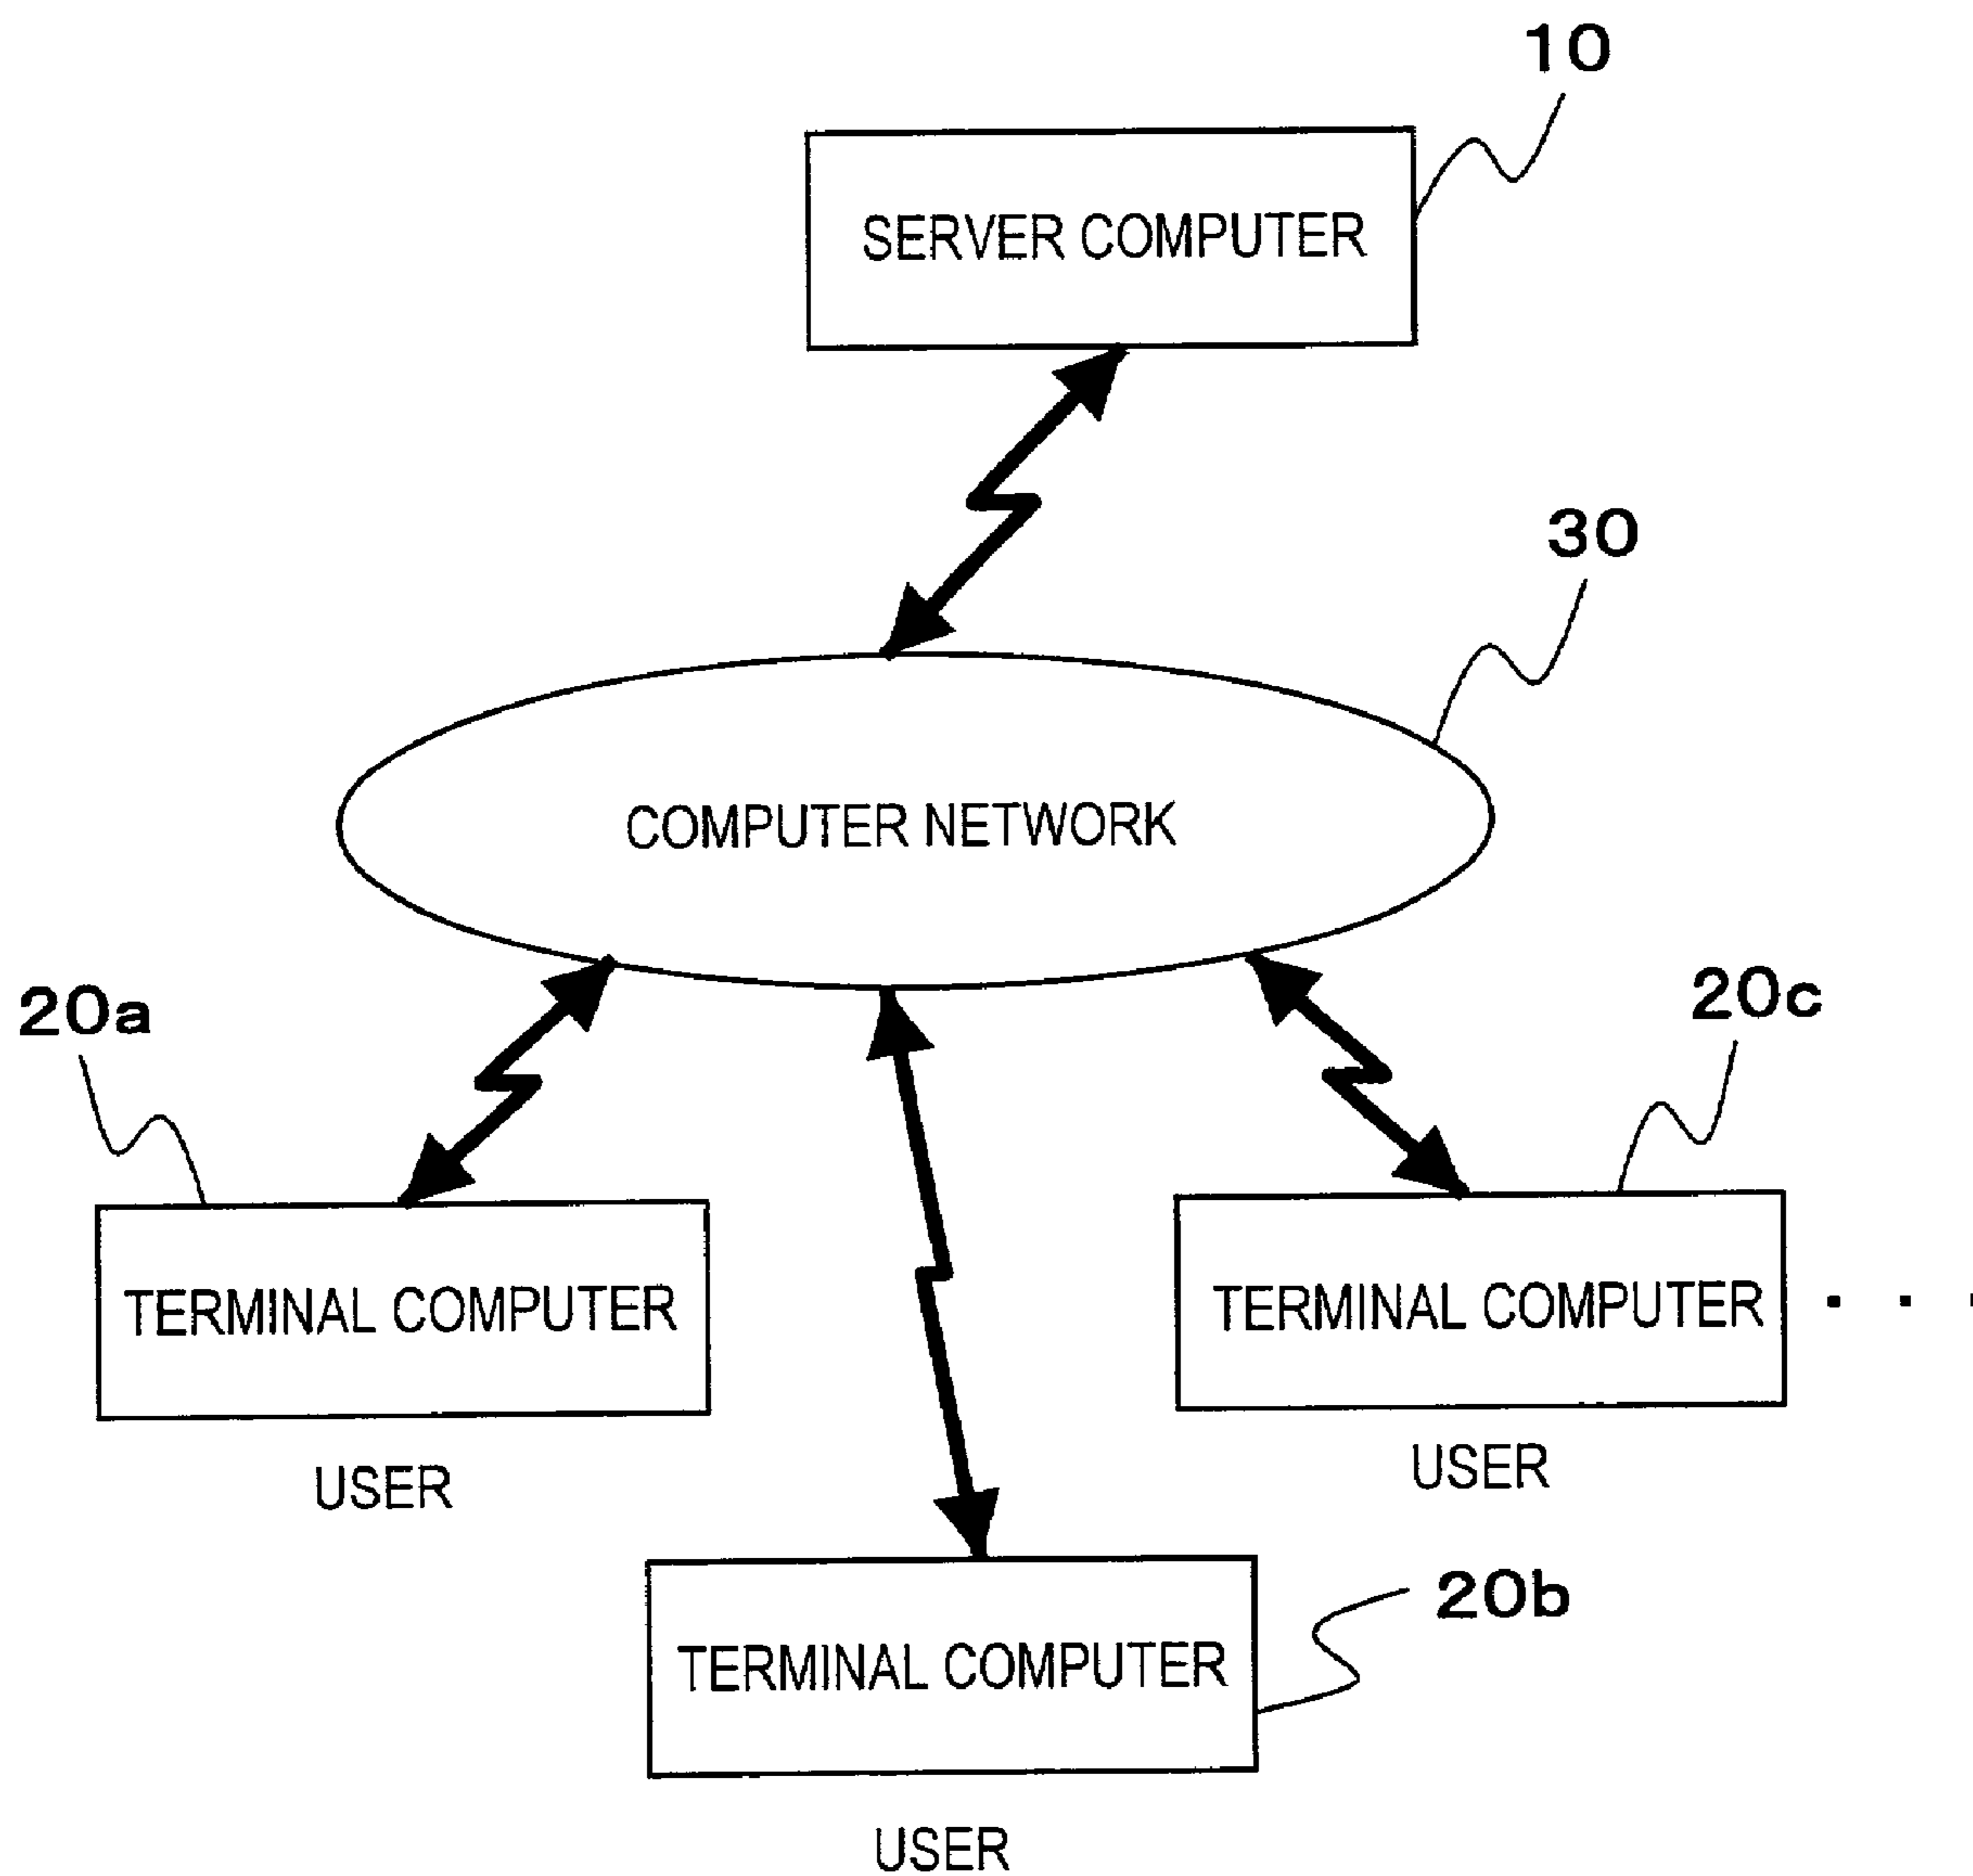 10
SERVER COMPUTER
30
COMPUTER NETWORK
20a
20c
TERMINAL COMPUTER
TERMINAL COMPUTER . . .
USER
USER
20b
TERMINAL COMPUTER
USER